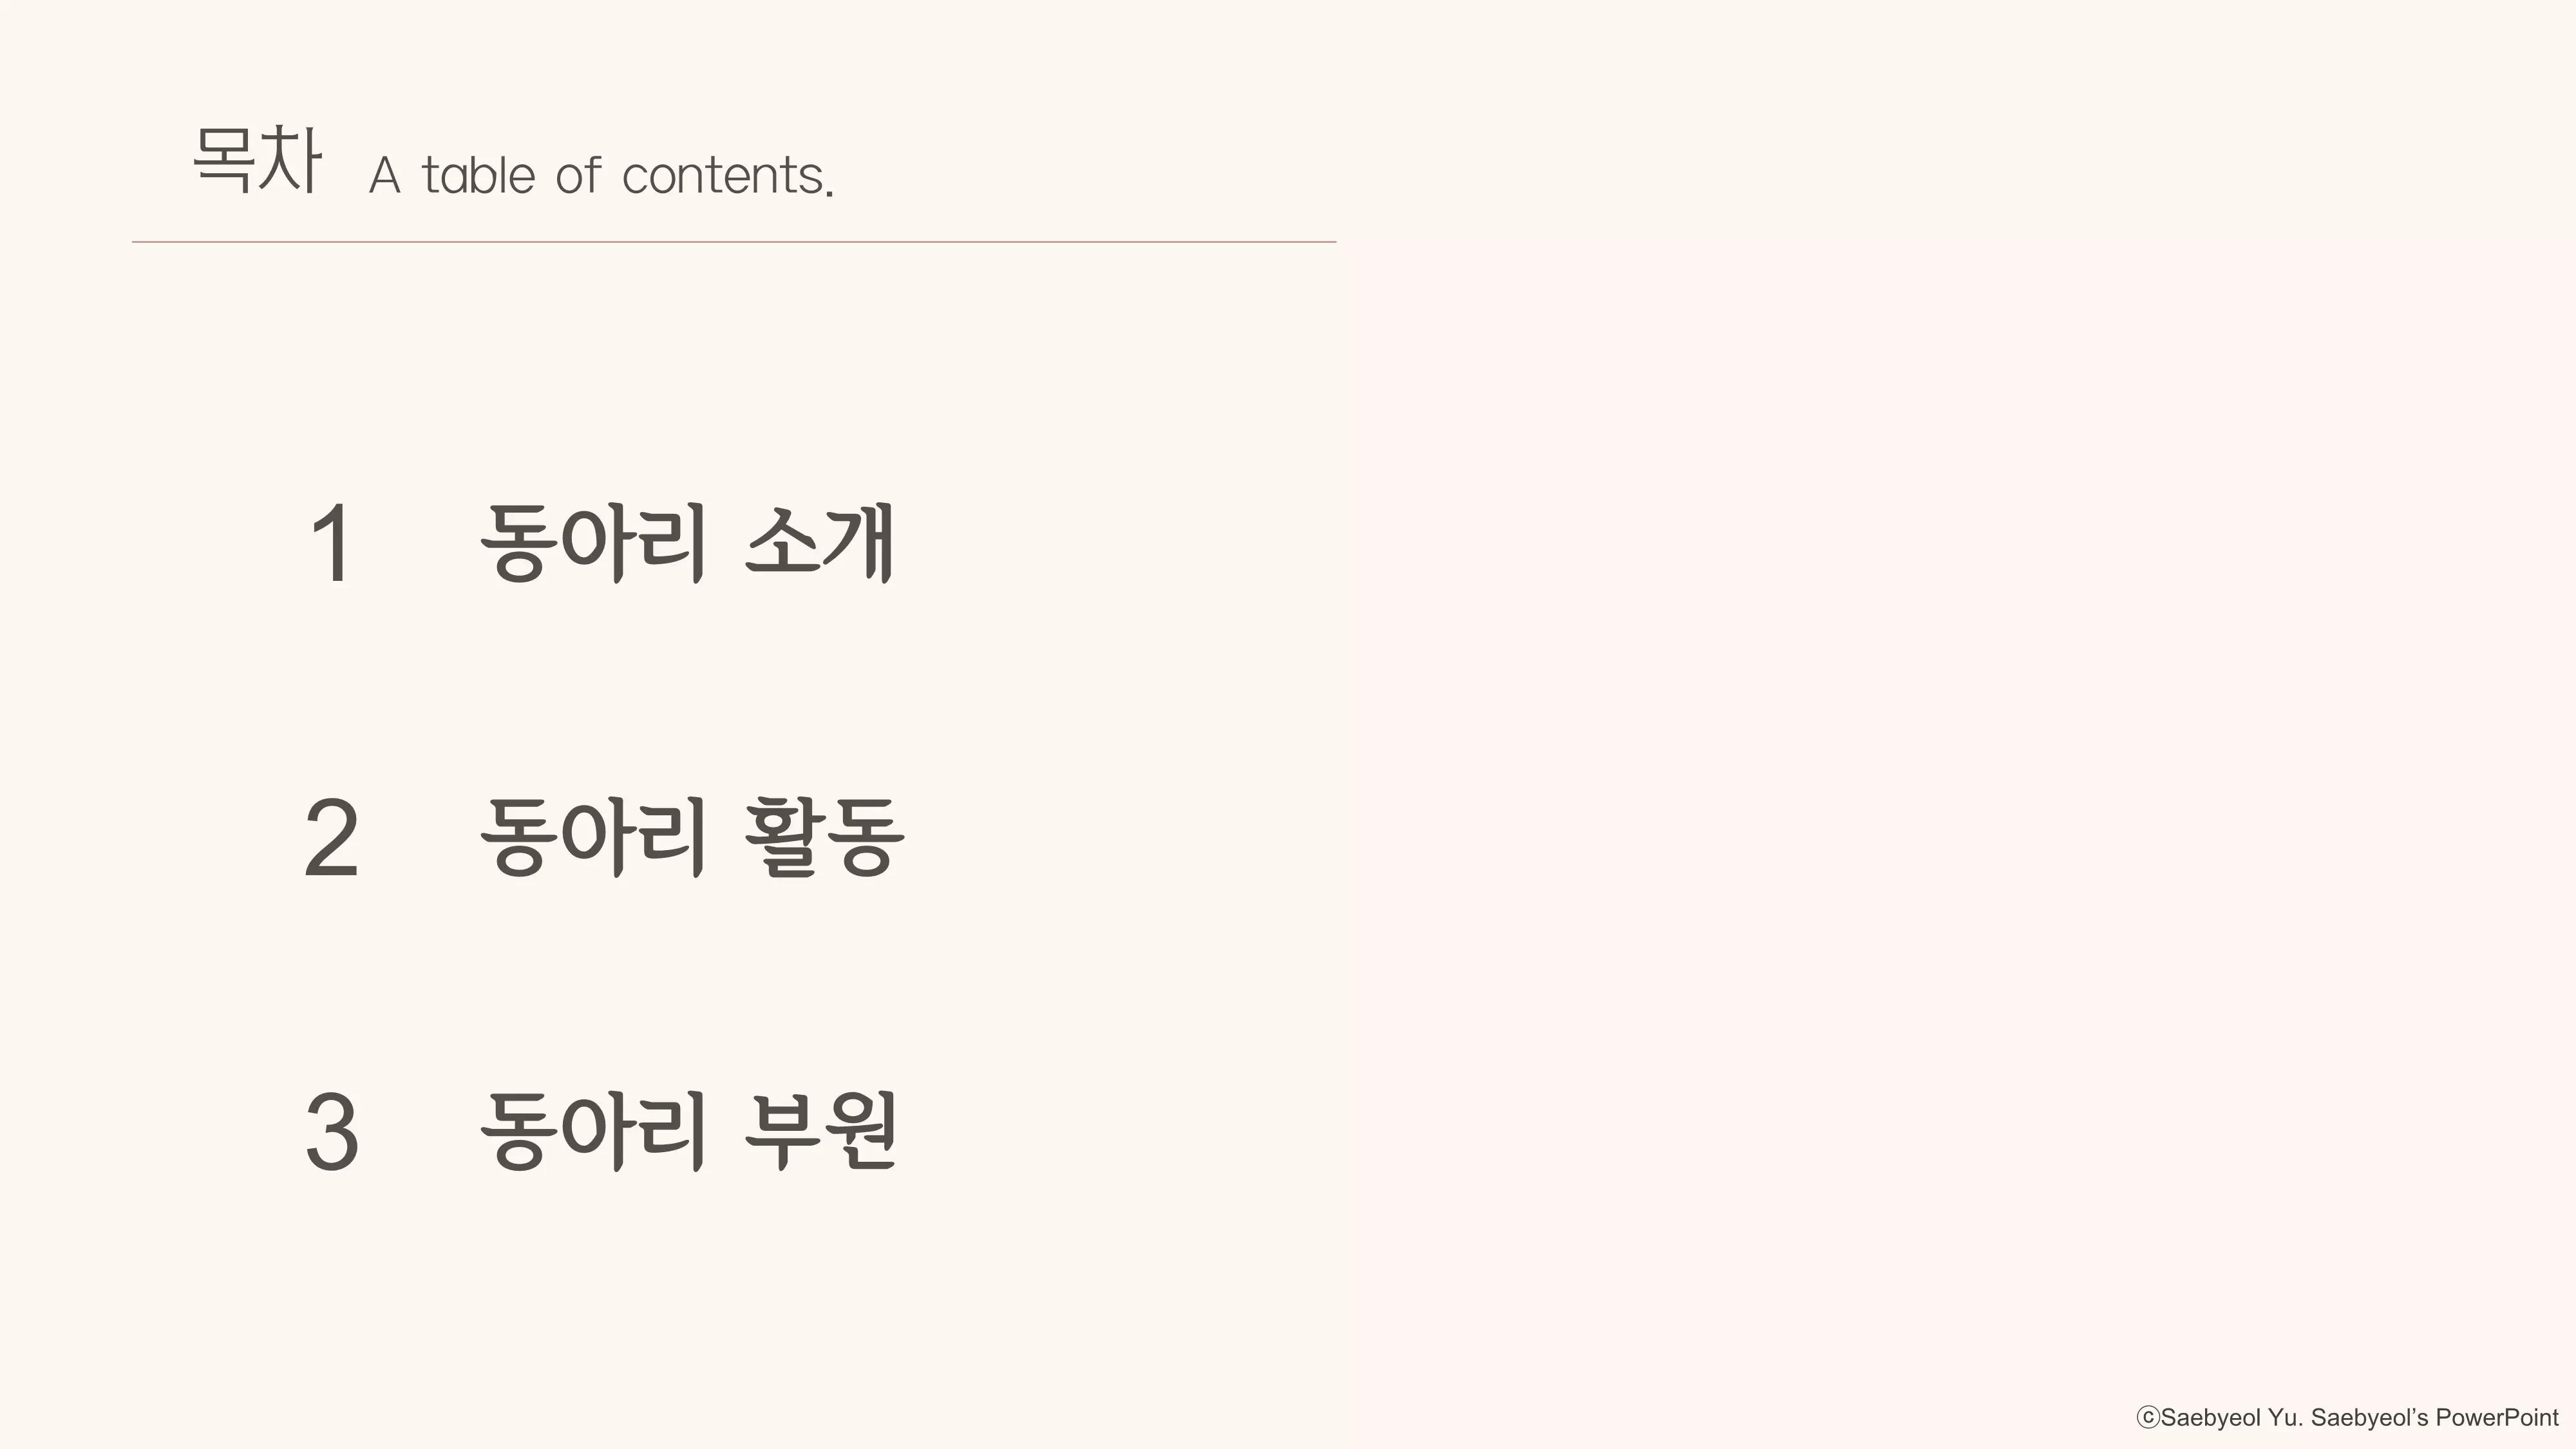 목차 A table of contents.
1 동아리 소개
2 동아리 활동
3 동아리 부원
ⓒSaebyeol Yu. Saebyeol’s PowerPoint